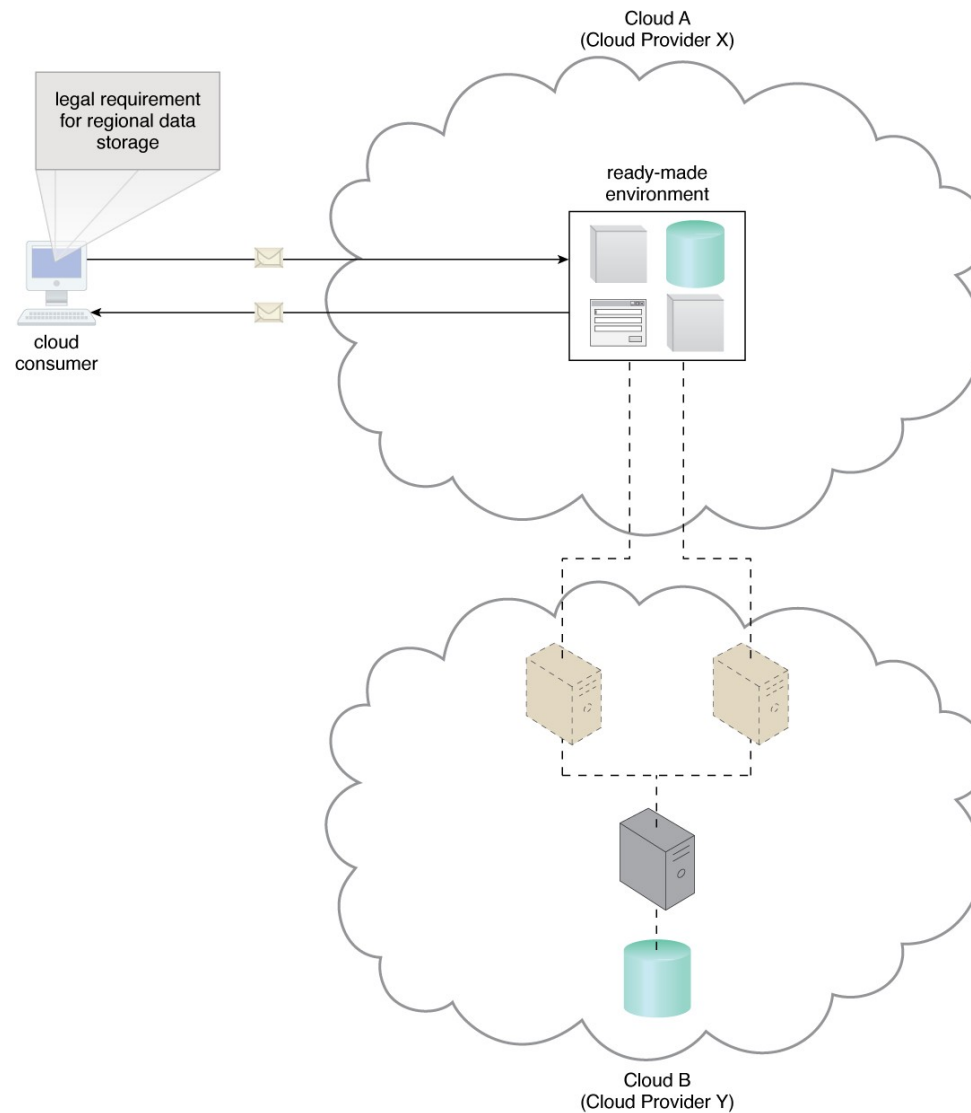 Cloud A
(Cloud Provider X)
legal requirement
for regional data
storage
ready-made
environment
cloud
consumer
Cloud B
(Cloud Provider Y)